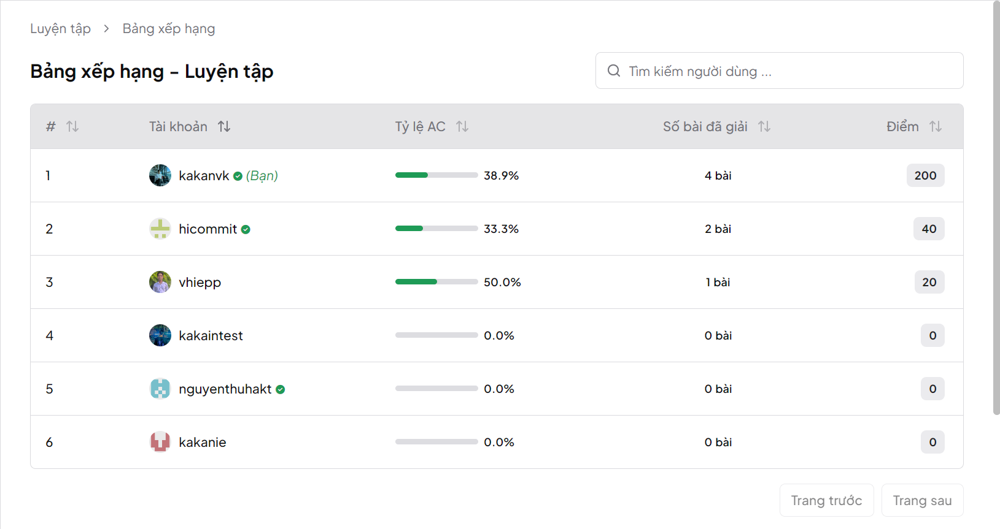 Luyện tập > Bảng xếp hạng
Bảng xếp hạng - Luyện tập
Tìm kiếm người dùng ...
# Tài khoản Tỷ lệ AC Số bài đã giải Điểm
1 kakanvk (Bạn) 38.9% 4 bài 200
2 hicommit 33.3% 2 bài 40
3 vhiepp 50.0% 1 bài 20
4 kakaintest 0.0% 0 bài 0
5 nguyenthuhakt 0.0% 0 bài 0
6 kakanie 0.0% 0 bài 0
Trang trước Trang sau